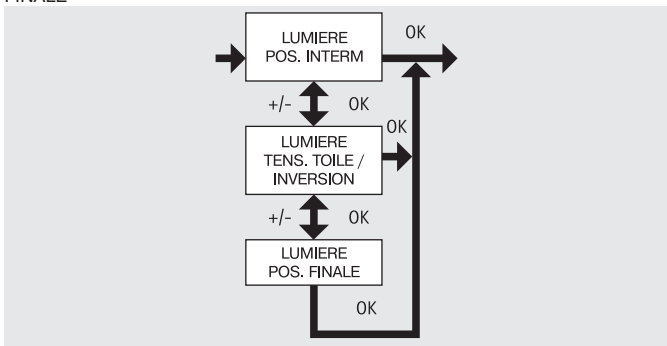 FINALE
LUMIERE
POS. INTERM
OK
+/- OK
OK
LUMIERE
TENS. TOILE /
INVERSION
+/- OK
LUMIERE
POS. FINALE
OK